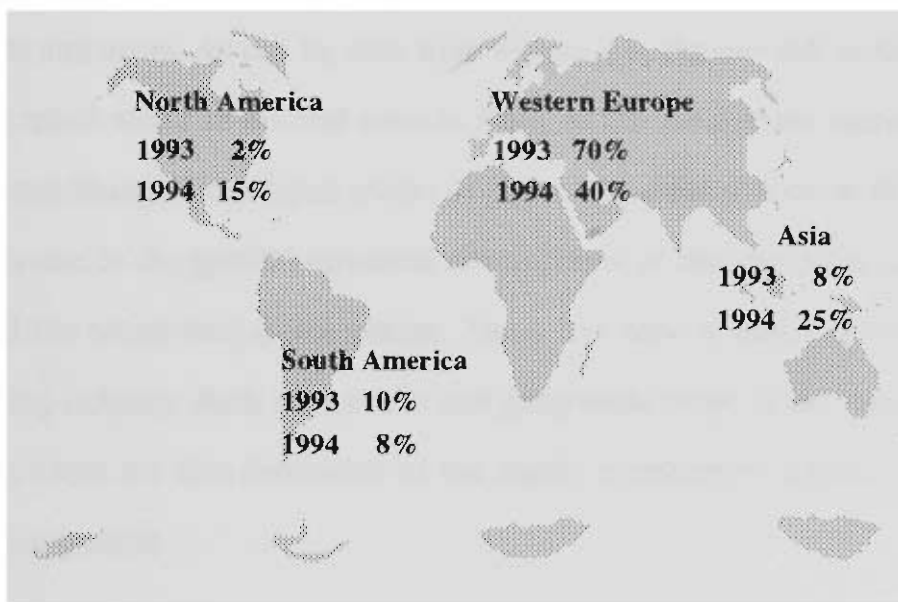 North America
1993 2%
1994 15%
Western Europe
1993 70%
1994 40%
Asia
1993 8%
1994 25%
South America
1993 10%
1994 8%